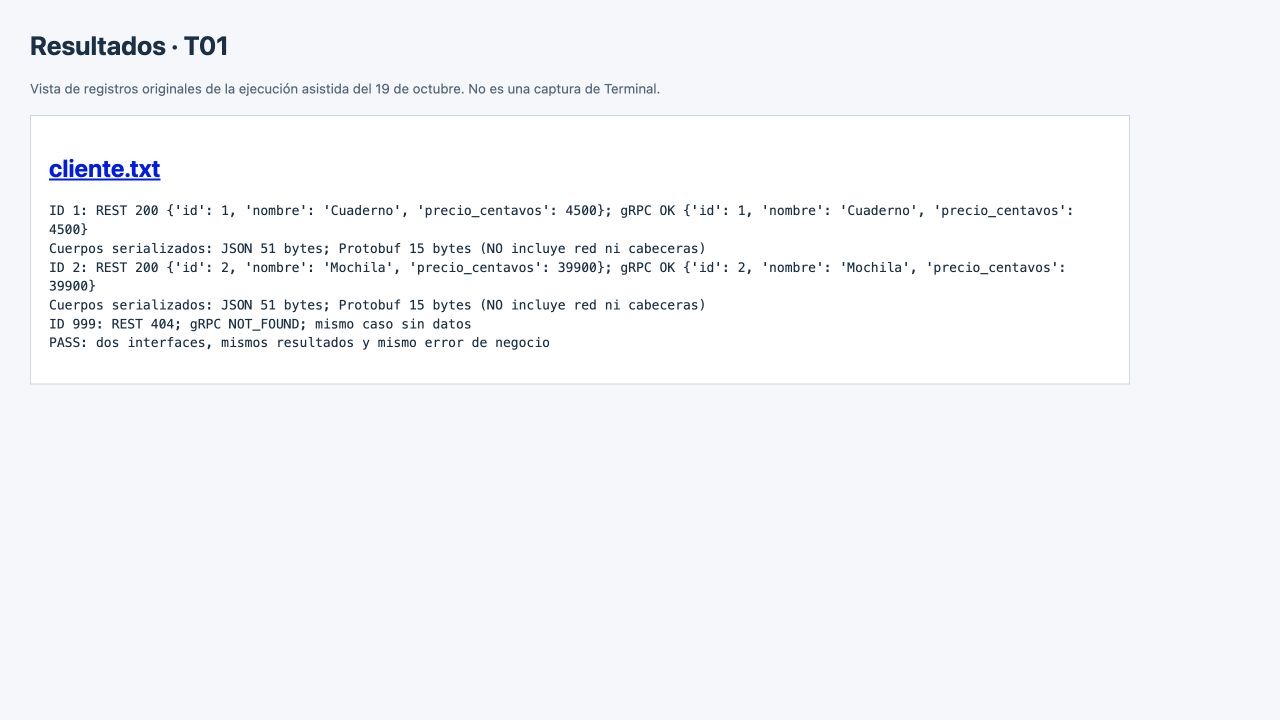 Resultados · T01
Vista de registros originales de la ejecución asistida del 19 de octubre. No es una captura de Terminal.
cliente.txt
ID 1: REST 200 {'id': 1, 'nombre': 'Cuaderno', 'precio_centavos': 4500}; gRPC OK {'id': 1, 'nombre': 'Cuaderno', 'precio_centavos':
4500}
Cuerpos serializados: JSON 51 bytes; Protobuf 15 bytes (NO incluye red ni cabeceras)
ID 2: REST 200 {'id': 2, 'nombre': 'Mochila', 'precio_centavos': 39900}; gRPC OK {'id': 2, 'nombre': 'Mochila', 'precio_centavos':
39900}
Cuerpos serializados: JSON 51 bytes; Protobuf 15 bytes (NO incluye red ni cabeceras)
ID 999: REST 404; gRPC NOT_FOUND; mismo caso sin datos
PASS: dos interfaces, mismos resultados y mismo error de negocio